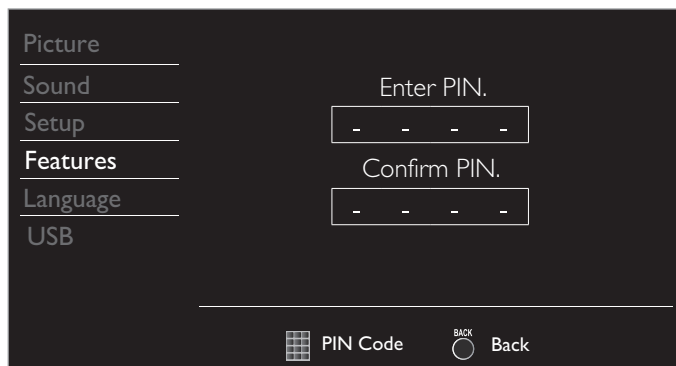 Picture
Sound
Setup
Features
Language
USB
Enter PIN.
- - - -
Confirm PIN.
- - - -
PIN Code
BACK
Back